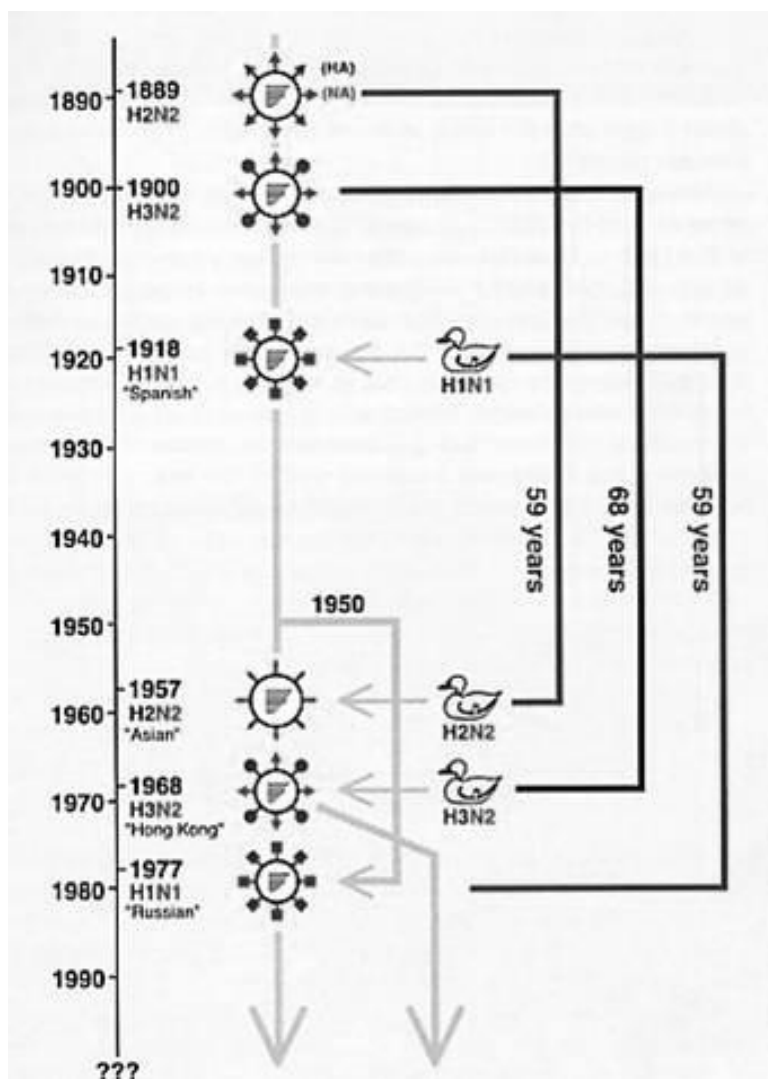 (HA)
(NA)
1890
1889
H2N2
1900
1900
H3N2
1910
1918
1920
H1N1
"Spanish"
H1N1
1930
59 years
68 years
59 years
1940
1950
1950
1957
1960
H2N2
"Asian"
H2N2
1968
1970
H3N2
"Hong Kong"
H3N2
1977
1980
H1N1
"Russian"
1990
???